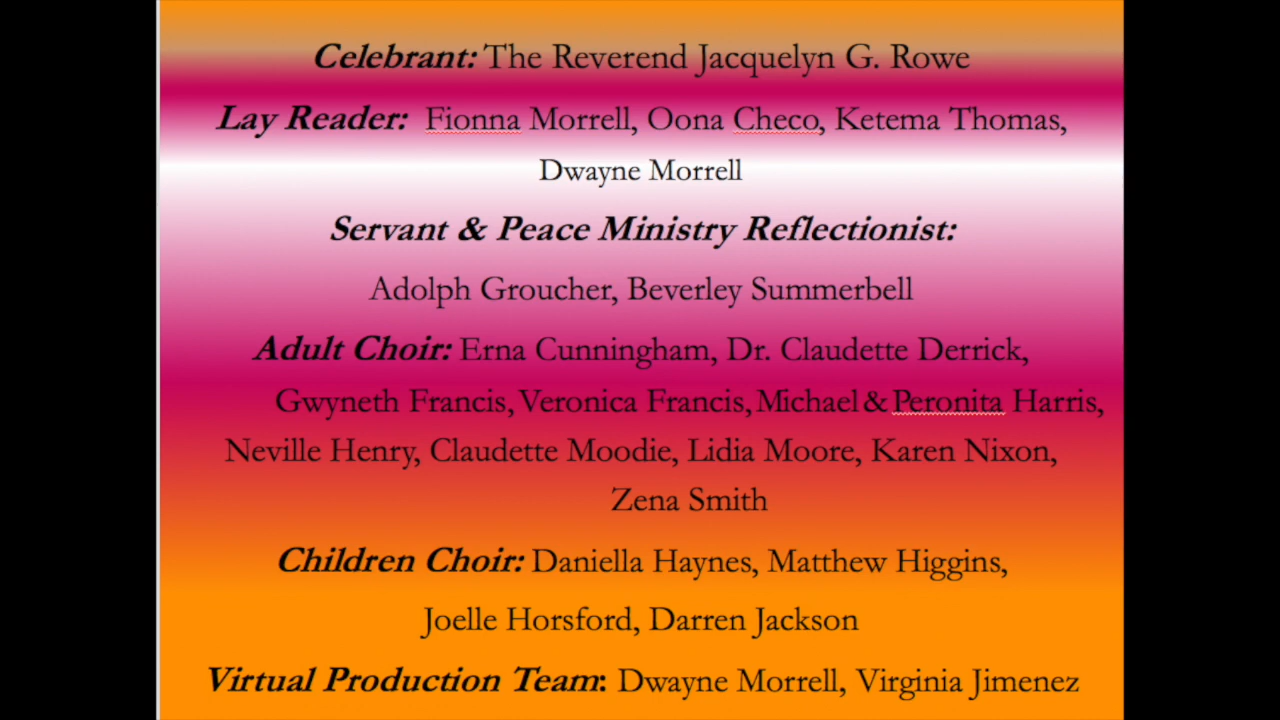 Celebrant: The Reverend Jacquelyn G. Rowe
Lay Reader: Fionna Morrell, Oona Checo, Ketema Thomas,
Dwayne Morrell
Servant & Peace Ministry Reflectionist:
Adolph Groucher, Beverley Summerbell
Adult Choir: Erna Cunningham, Dr. Claudette Derrick,
Gwyneth Francis, Veronica Francis, Michael & Peronita Harris,
Neville Henry, Claudette Moodie, Lidia Moore, Karen Nixon,
Zena Smith
Children Choir: Daniella Haynes, Matthew Higgins,
Joelle Horsford, Darren Jackson
Virtual Production Team: Dwayne Morrell, Virginia Jimenez